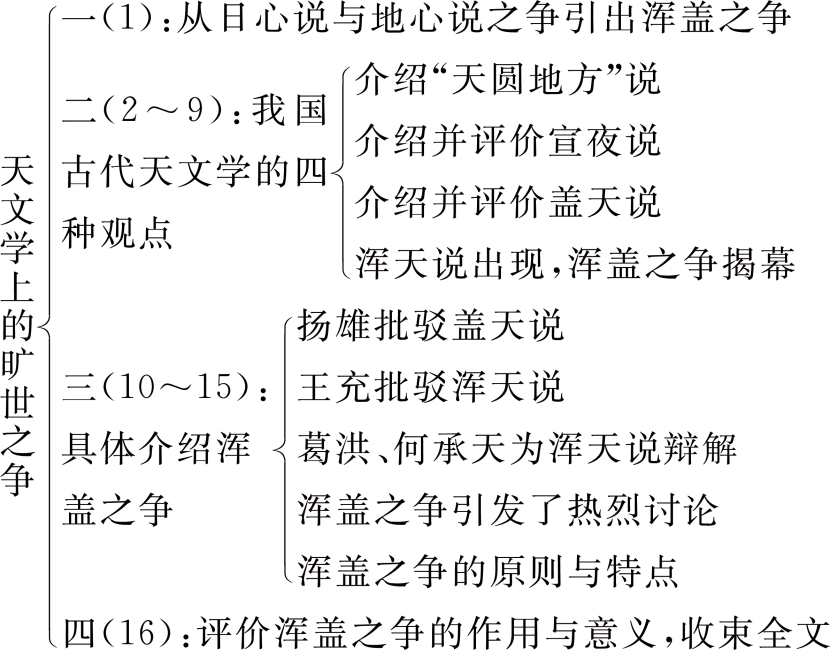 天文学上的旷世之争
一(1):从日心说与地心说之争引出浑盖之争
二(2～9):我国
古代天文学的四
种观点
介绍“天圆地方”说
介绍并评价宣夜说
介绍并评价盖天说
浑天说出现,浑盖之争揭幕
三(10～15):
具体介绍浑
盖之争
扬雄批驳盖天说
王充批驳浑天说
葛洪、何承天为浑天说辩解
浑盖之争引发了热烈讨论
浑盖之争的原则与特点
四(16):评价浑盖之争的作用与意义,收束全文